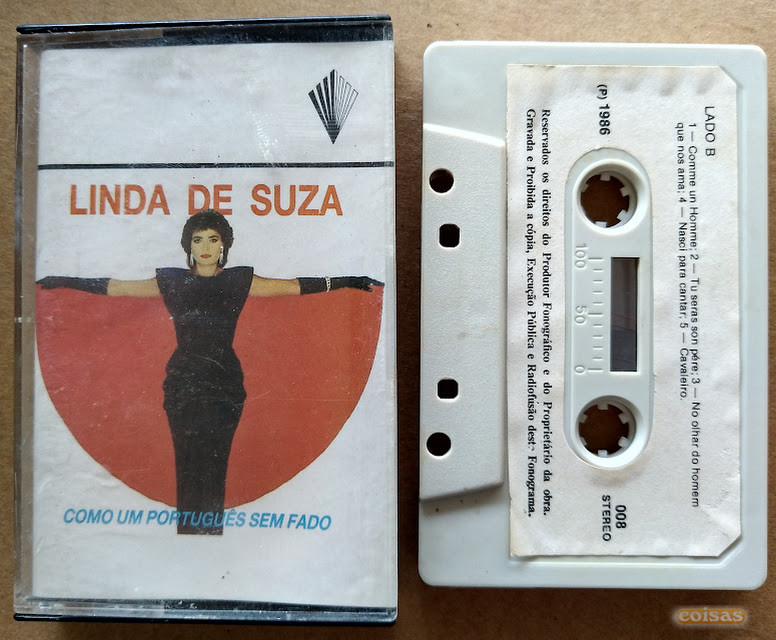 LINDA DE SUZA
COMO UM PORTUGUÊS SEM FADO
LADO B
1 — Comme un Homme; 2 — Tu seras son pére; 3 — No olhar do homem
que nos ama; 4 — Nasci para cantar; 5 — Cavaleiro.
(P) 1986
100 50 0
008
STEREO
Reservados os direitos do Produtor Fonográfico e do Proprietário da obra.
Gravada e Proibida a cópia, Execução Pública e Radiofusão dest: Fonograma.
coisas